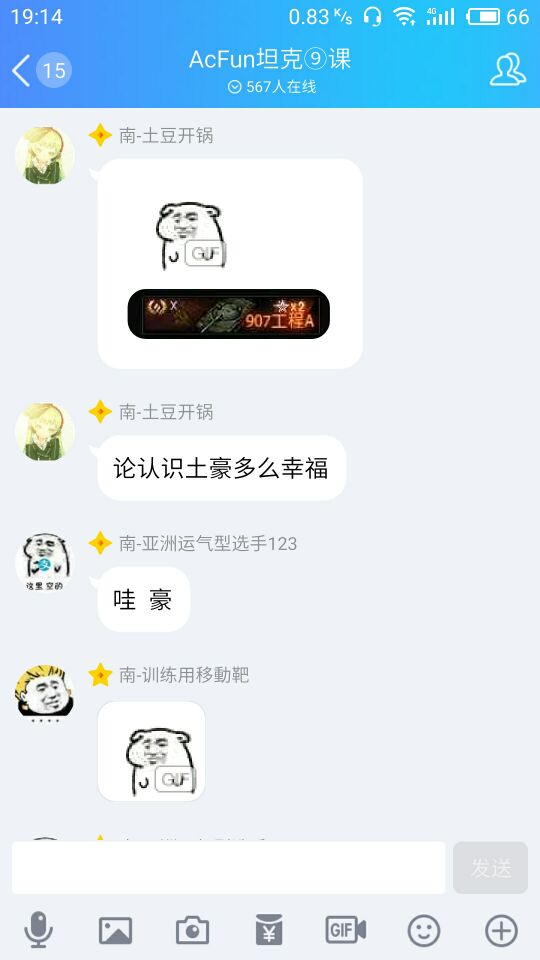 19:14
0.83 K/s
4G
66
15
AcFun坦克⑨课
567人在线
南-土豆开锅
GIF
X
x2
907工程A
南-土豆开锅
论认识土豪多么幸福
南-亚洲运气型选手123
这里 空的
哇 豪
南-训练用移動靶
GIF
发送
GIF